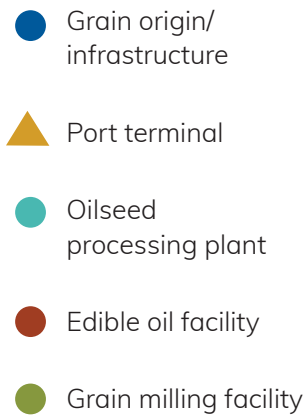 Grain origin/
infrastructure
Port terminal
Oilseed
processing plant
Edible oil facility
Grain milling facility